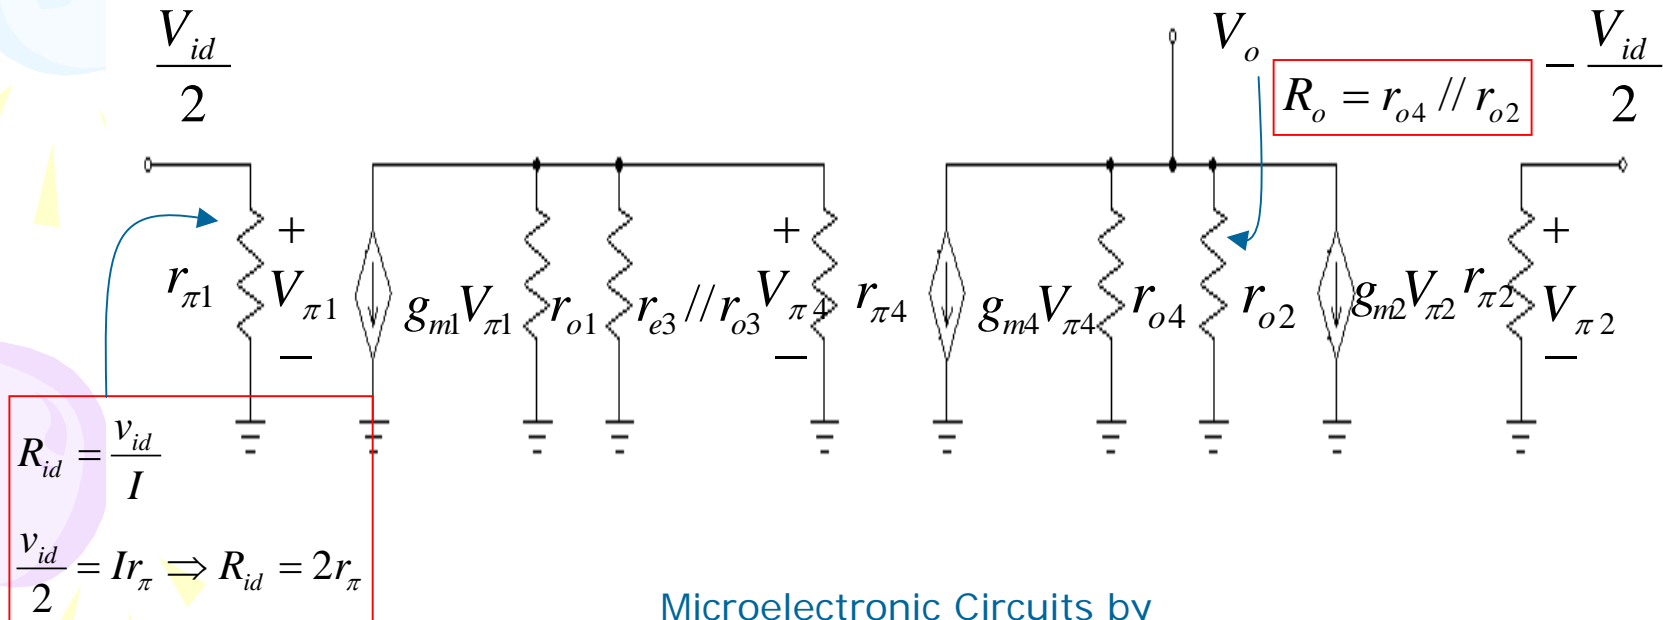 V_id / 2
V_o
R_o = r_o4 // r_o2
− V_id / 2
+
+
+
r_π1
V_π1
g_m1V_π1
r_o1
r_e3 // r_o3
V_π4
r_π4
g_m4V_π4
r_o4
r_o2
g_m2V_π2
r_π2
V_π2
−
−
−
R_id = v_id / I
v_id / 2 = Ir_π ⇒ R_id = 2r_π
Microelectronic Circuits by